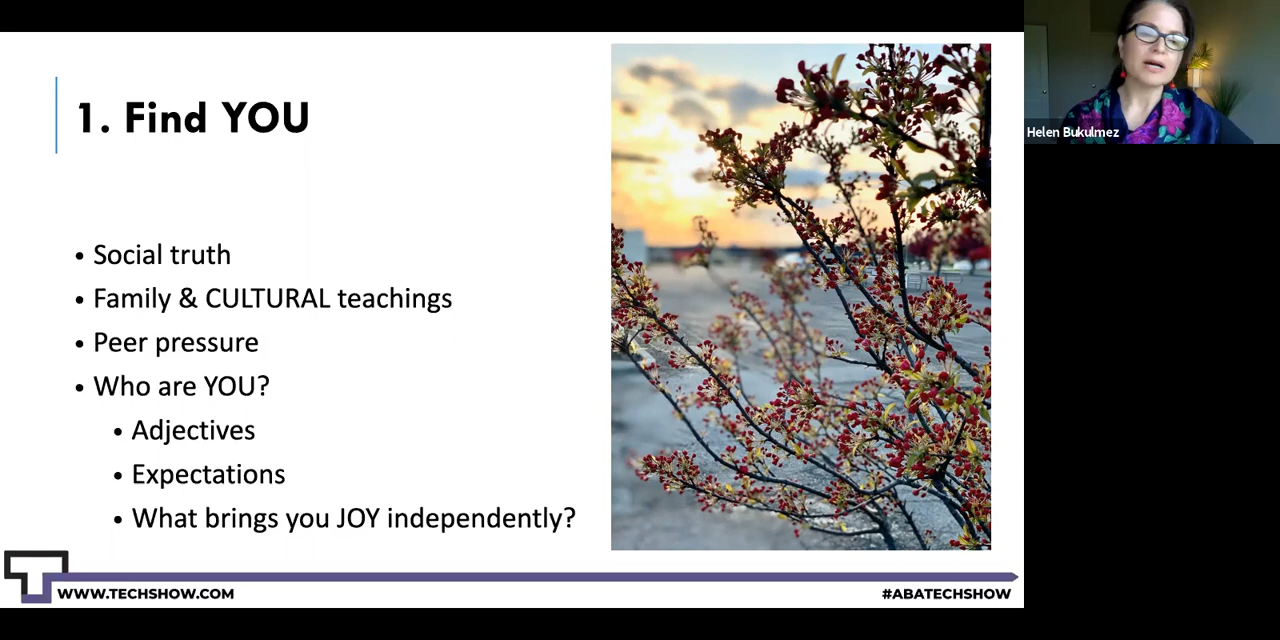 1. Find YOU
• Social truth
• Family & CULTURAL teachings
• Peer pressure
• Who are YOU?
• Adjectives
• Expectations
• What brings you JOY independently?
WWW.TECHSHOW.COM
#ABATECHSHOW
Helen Bukulmez